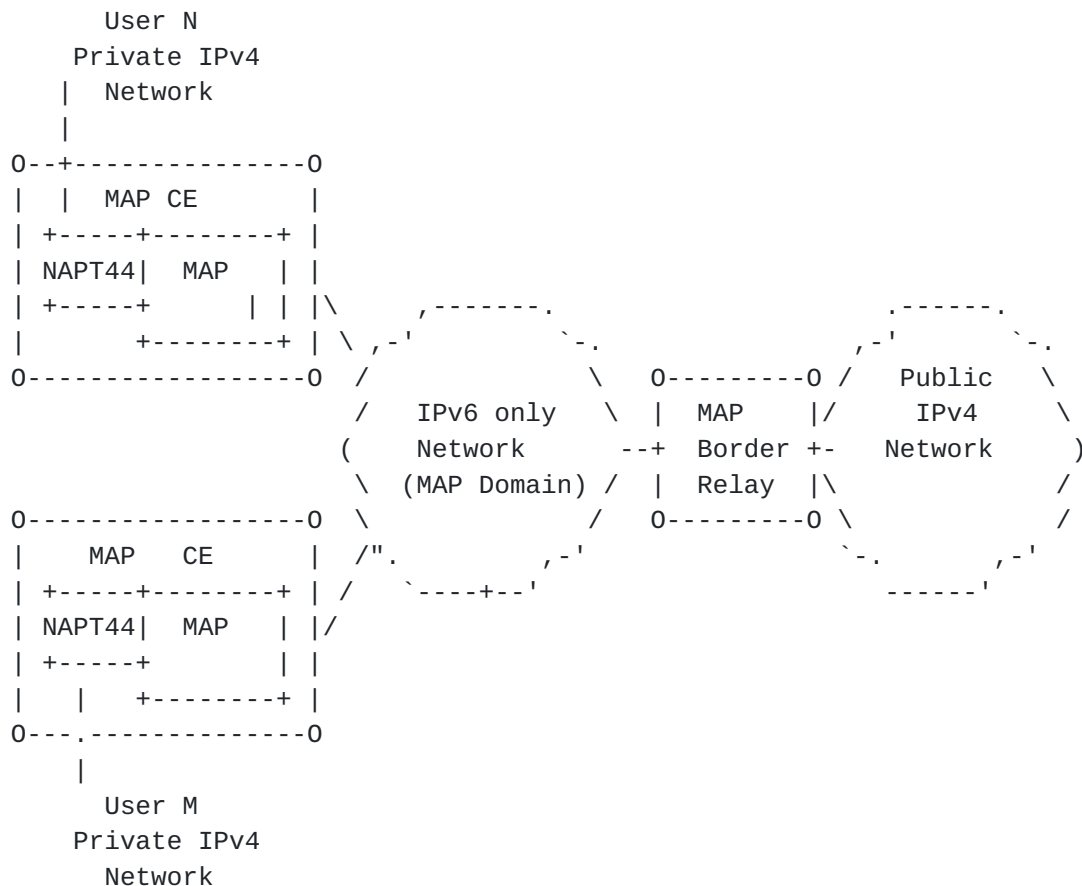 User N
Private IPv4
Network
MAP CE
NAPT44 MAP
IPv6 only
Network
(MAP Domain)
MAP
Border
Relay
Public
IPv4
Network
MAP CE
NAPT44 MAP
User M
Private IPv4
Network